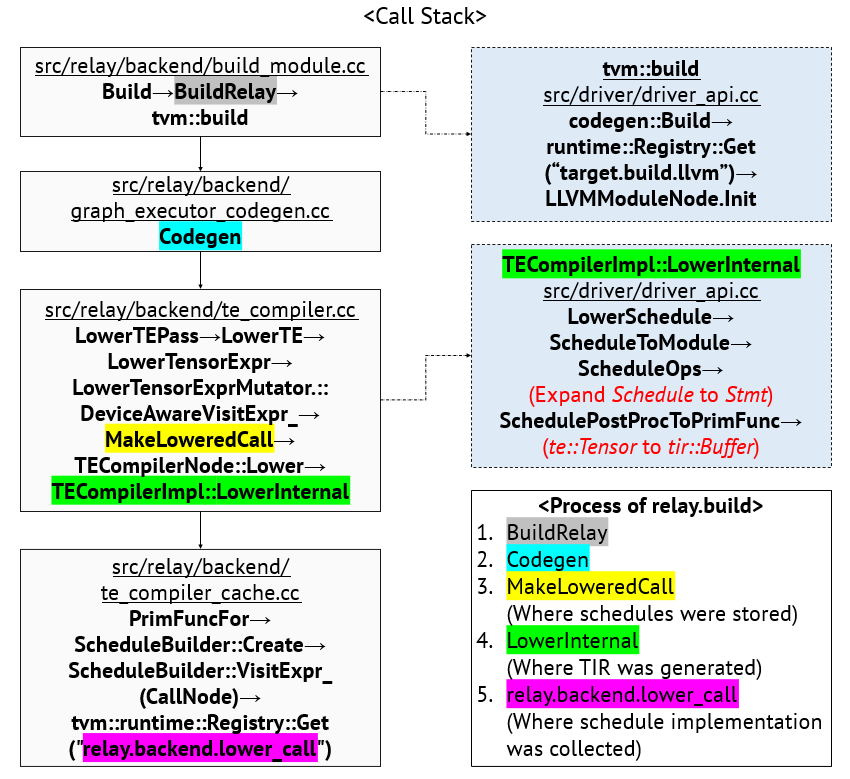 <Call Stack>
src/relay/backend/build_module.cc
Build→BuildRelay→
tvm::build
src/relay/backend/
graph_executor_codegen.cc
Codegen
src/relay/backend/te_compiler.cc
LowerTEPass→LowerTE→
LowerTensorExpr→
LowerTensorExprMutator.::
DeviceAwareVisitExpr_→
MakeLoweredCall→
TECompilerNode::Lower→
TECompilerImpl::LowerInternal
src/relay/backend/
te_compiler_cache.cc
PrimFuncFor→
ScheduleBuilder::Create→
ScheduleBuilder::VisitExpr_
(CallNode)→
tvm::runtime::Registry::Get
("relay.backend.lower_call")
tvm::build
src/driver/driver_api.cc
codegen::Build→
runtime::Registry::Get
(“target.build.llvm”)→
LLVMModuleNode.Init
TECompilerImpl::LowerInternal
src/driver/driver_api.cc
LowerSchedule→
ScheduleToModule→
ScheduleOps→
(Expand Schedule to Stmt)
SchedulePostProcToPrimFunc→
(te::Tensor to tir::Buffer)
<Process of relay.build>
1. BuildRelay
2. Codegen
3. MakeLoweredCall
(Where schedules were stored)
4. LowerInternal
(Where TIR was generated)
5. relay.backend.lower_call
(Where schedule implementation
was collected)